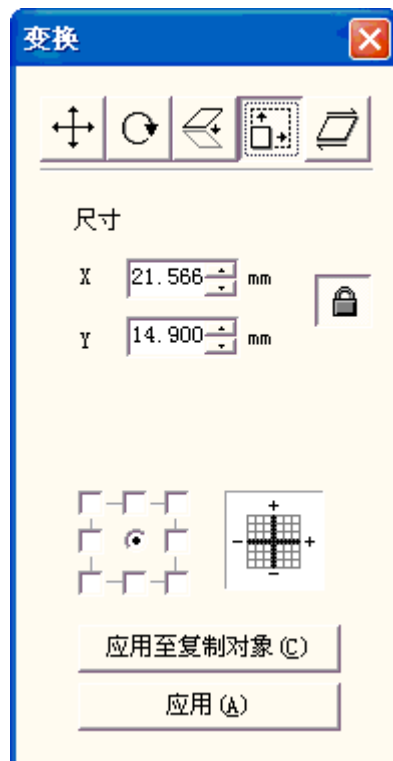 变换
尺寸
X 21.566 mm
Y 14.900 mm
+
- +
-
应用至复制对象(C)
应用(A)